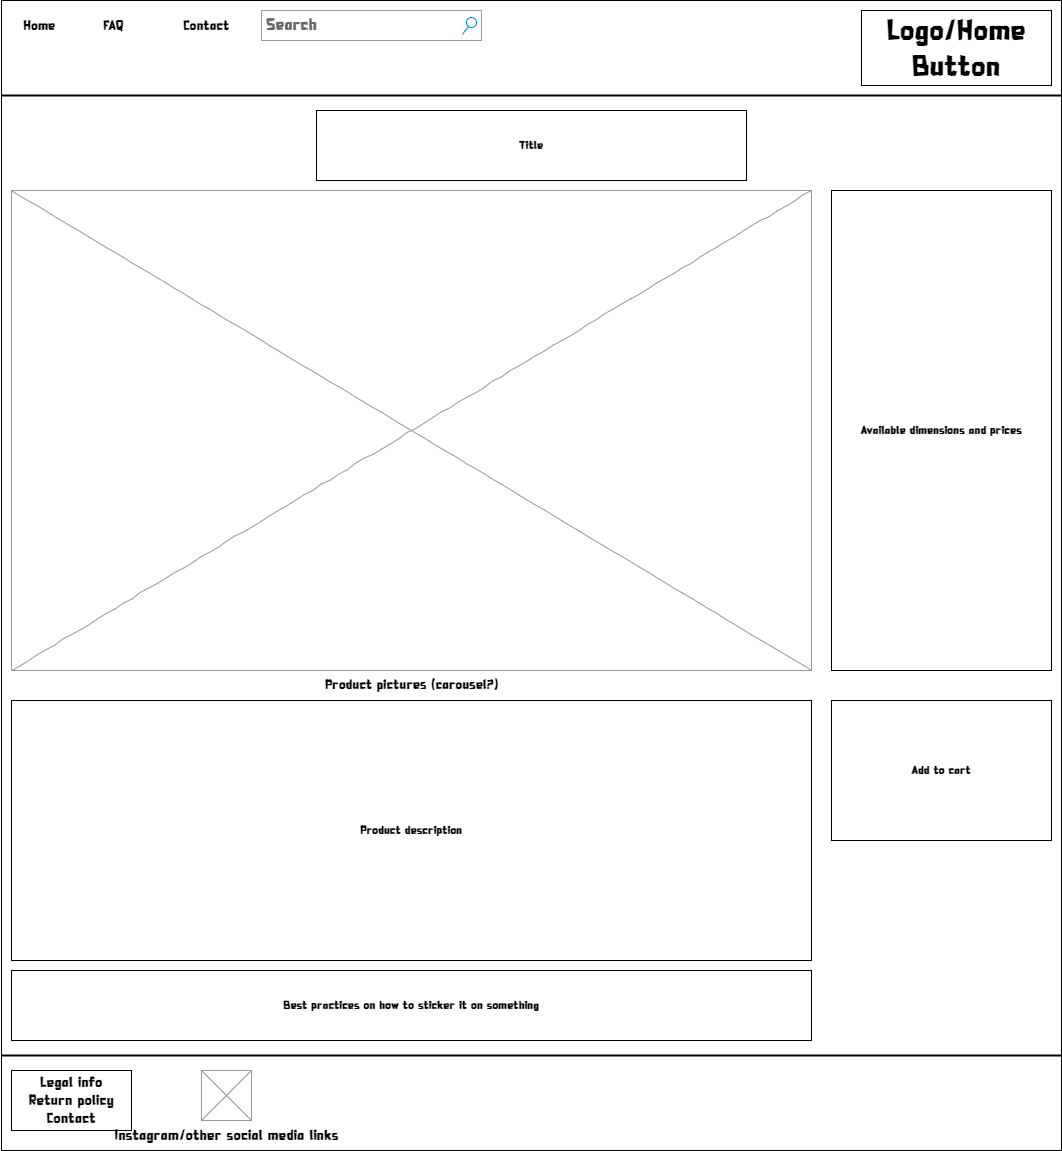 Home FAQ Contact Search
Logo/Home
Button
Title
Available dimensions and prices
Product pictures (carousel?)
Product description
Add to cart
Best practices on how to sticker it on something
Legal info
Return policy
Contact
Instagram/other social media links